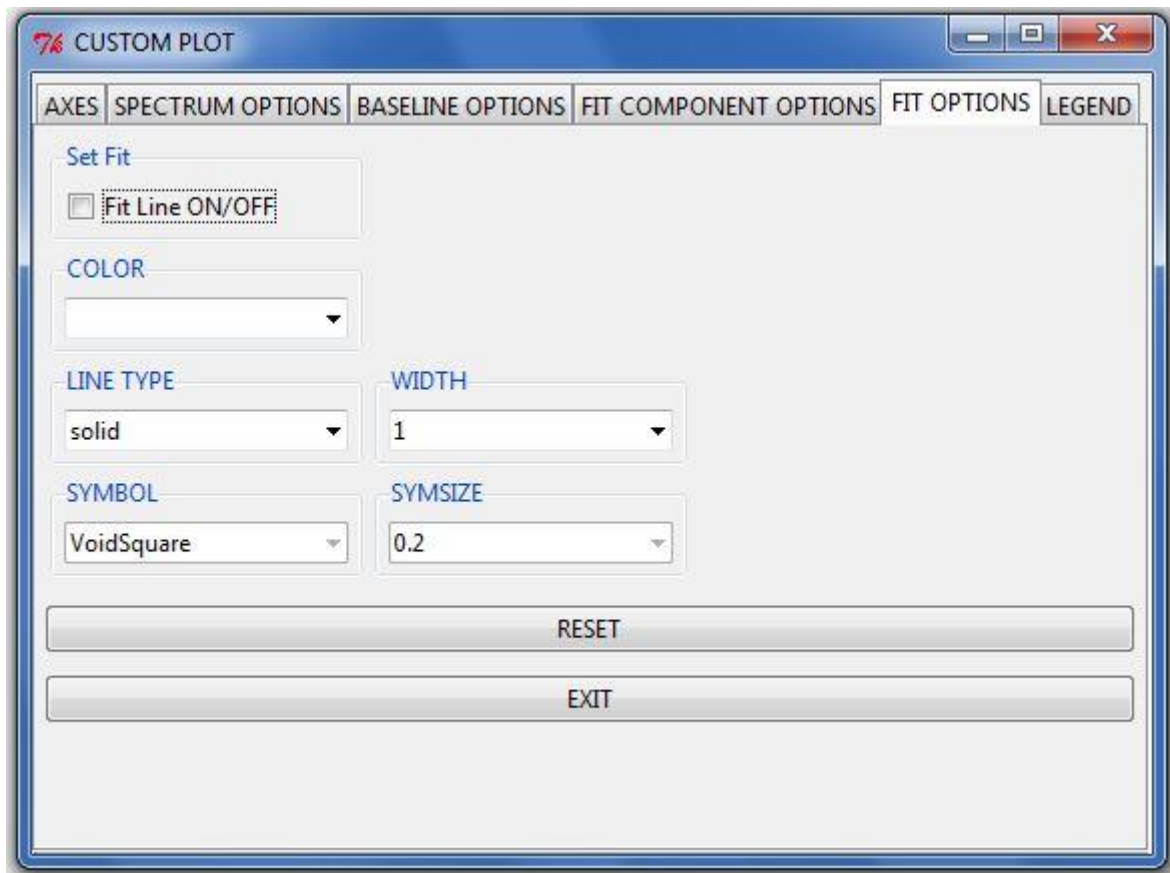 CUSTOM PLOT
AXES SPECTRUM OPTIONS BASELINE OPTIONS FIT COMPONENT OPTIONS FIT OPTIONS LEGEND
Set Fit
Fit Line ON/OFF
COLOR
LINE TYPE WIDTH
solid 1
SYMBOL SYMSIZE
VoidSquare 0.2
RESET
EXIT